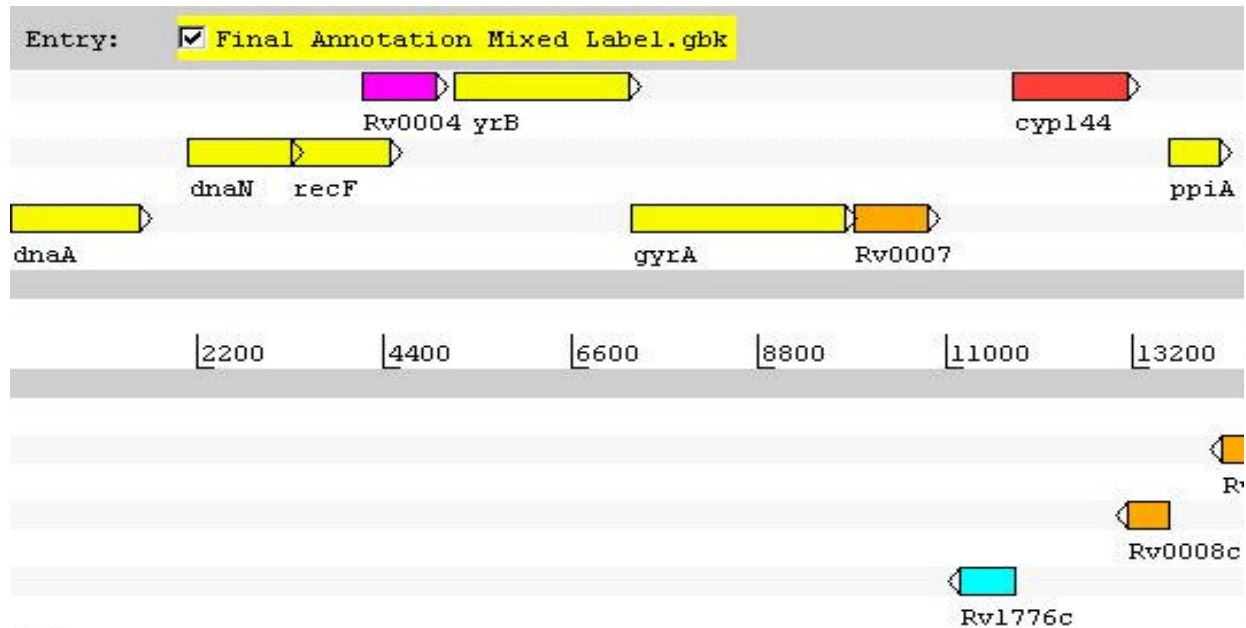 Entry: Final Annotation Mixed Label.gbk
Rv0004 yrB cyp144
dnaN recF ppiA
dnaA gyrA Rv0007
2200 4400 6600 8800 11000 13200
Rv
Rv0008c
Rv1776c